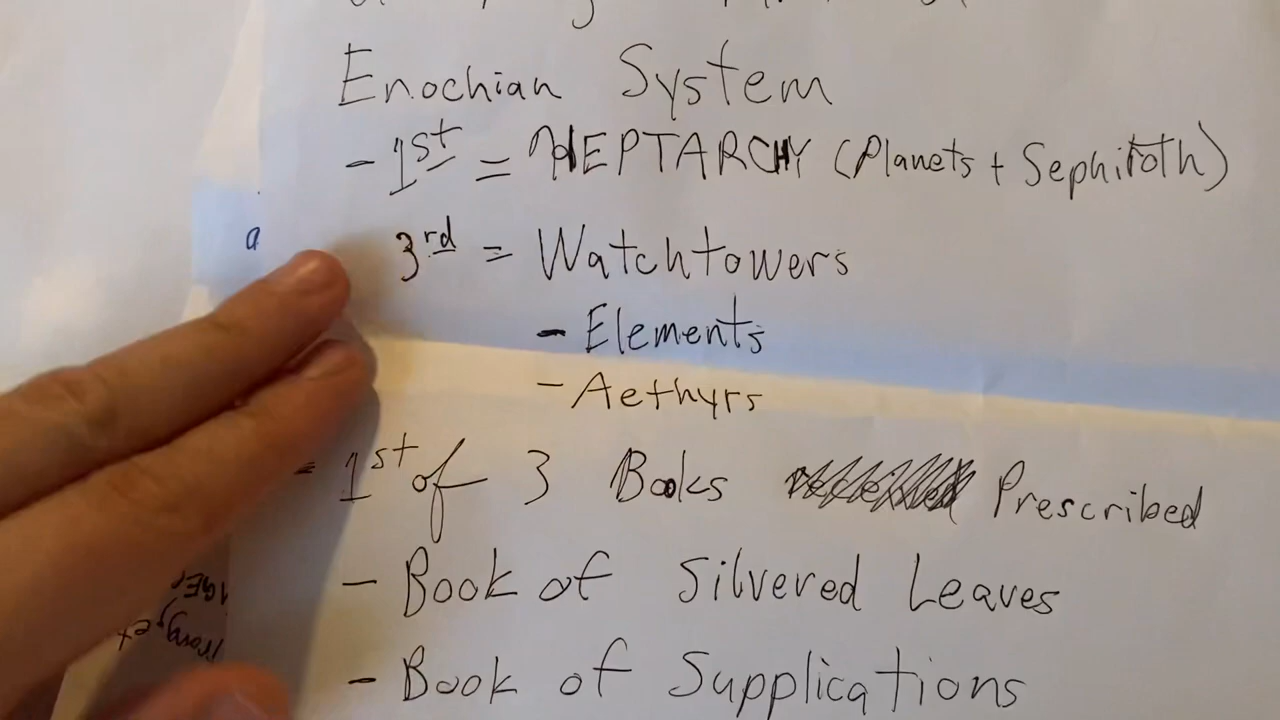 Enochian System
- 1st = HEPTARCHY (Planets + Sephiroth)
a
3rd = Watchtowers
- Elements
- Aethyrs
- 1st of 3 Books Prescribed
- Book of Silvered Leaves
- Book of Supplications